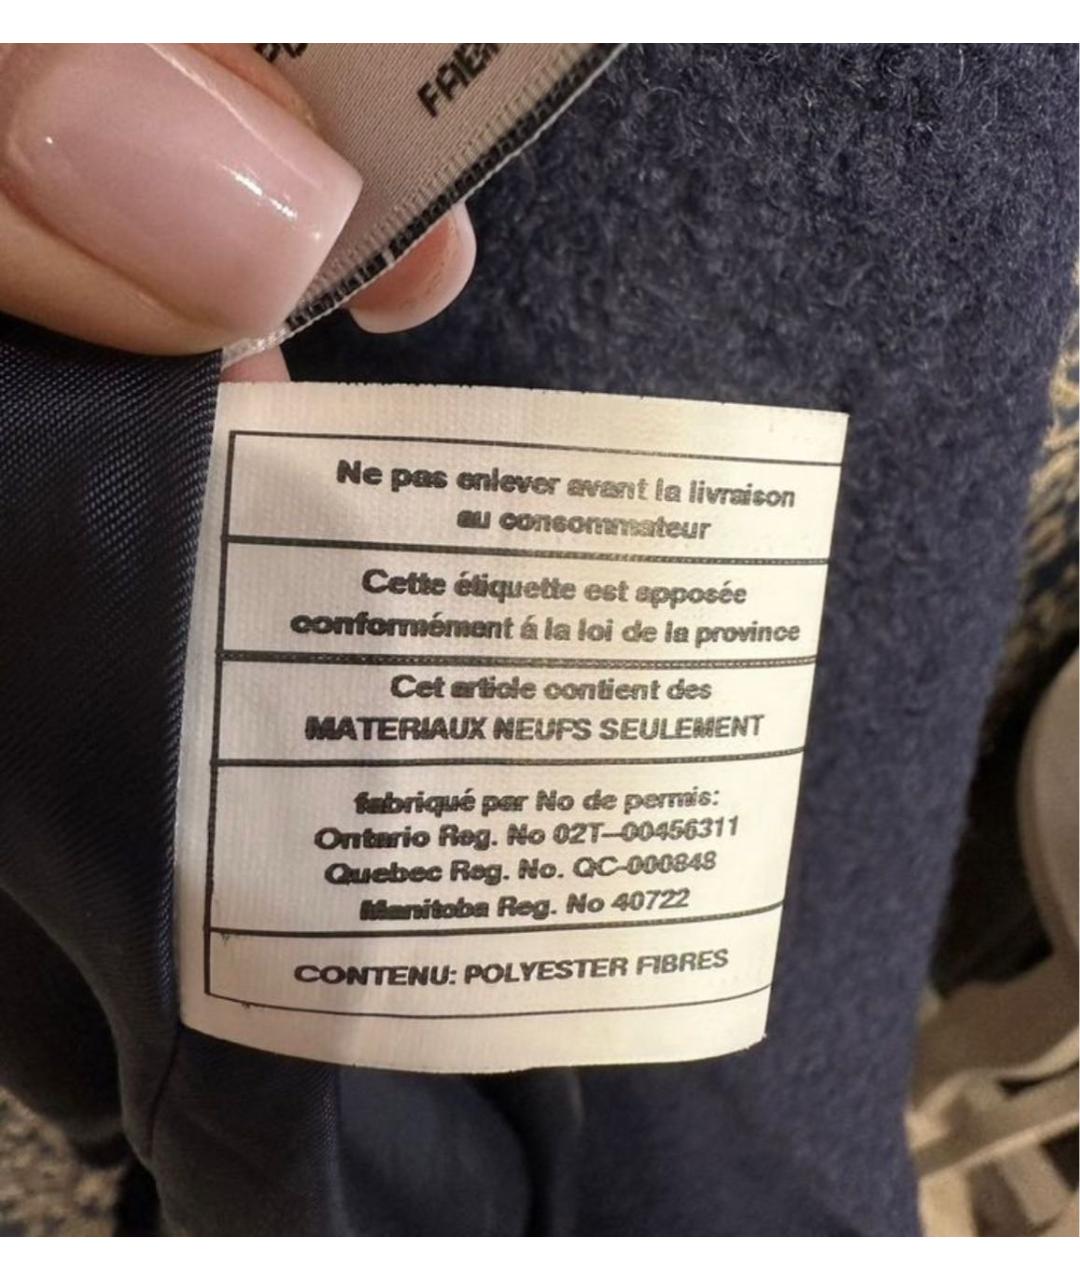 Ne pas enlever avant la livraison
au consommateur
Cette étiquette est apposée
conformément á la loi de la province
Cet article contient des
MATERIAUX NEUFS SEULEMENT
fabriqué par No de permis:
Ontario Reg. No 02T-00456311
Quebec Reg. No. QC-000848
Manitoba Reg. No 40722
CONTENU: POLYESTER FIBRES